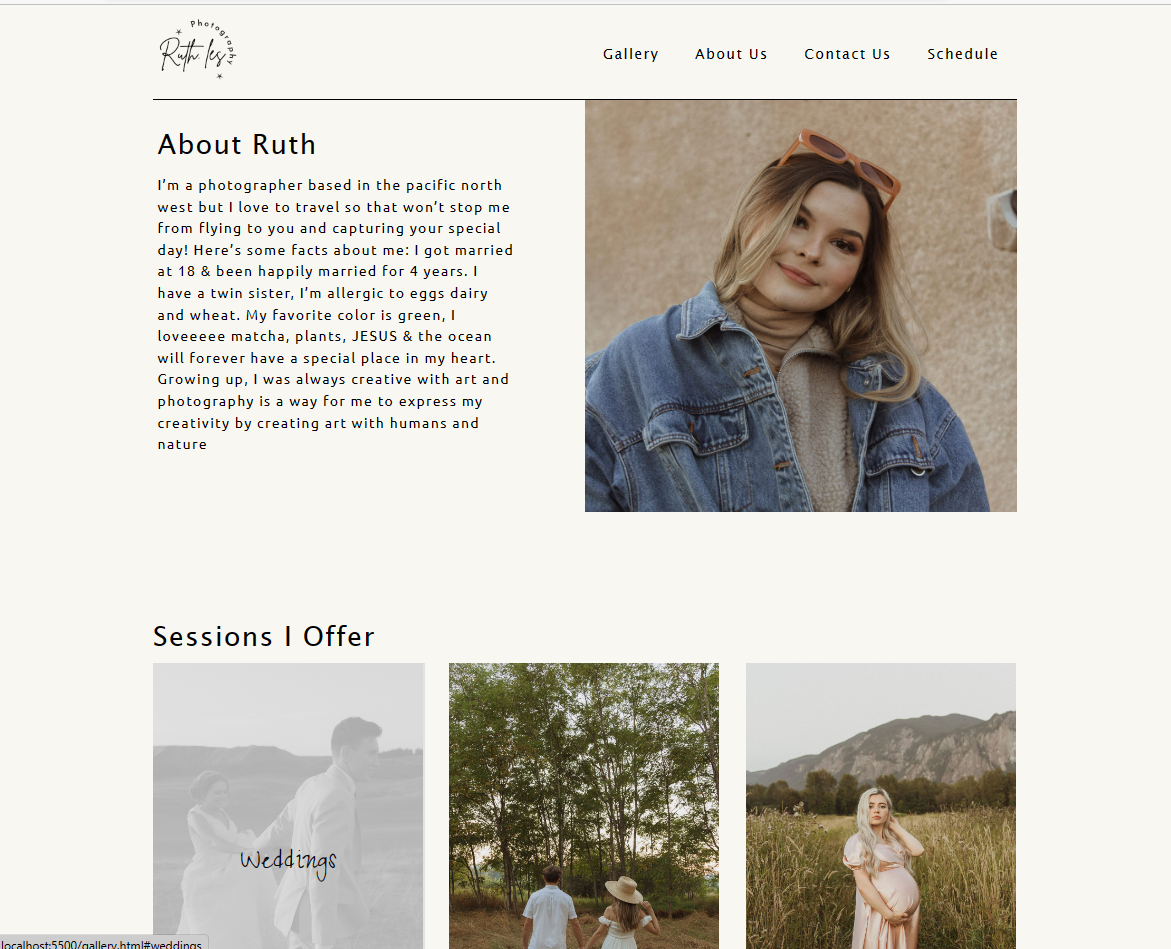 Photography
Ruth les
Gallery About Us Contact Us Schedule
About Ruth
I’m a photographer based in the pacific north
west but I love to travel so that won’t stop me
from flying to you and capturing your special
day! Here’s some facts about me: I got married
at 18 & been happily married for 4 years. I
have a twin sister, I’m allergic to eggs dairy
and wheat. My favorite color is green, I
loveeeee matcha, plants, JESUS & the ocean
will forever have a special place in my heart.
Growing up, I was always creative with art and
photography is a way for me to express my
creativity by creating art with humans and
nature
Sessions I Offer
Weddings
localhost:5500/gallery.html#weddings